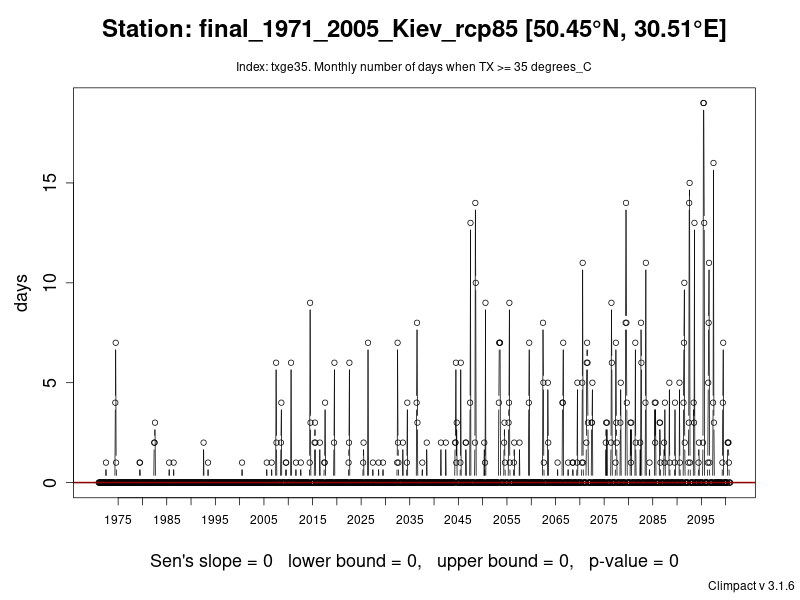 Station: final_1971_2005_Kiev_rcp85 [50.45°N, 30.51°E]
Index: txge35. Monthly number of days when TX >= 35 degrees_C
days
15
10
5
0
1975 1985 1995 2005 2015 2025 2035 2045 2055 2065 2075 2085 2095
Sen's slope = 0 lower bound = 0, upper bound = 0, p-value = 0
Climpact v 3.1.6